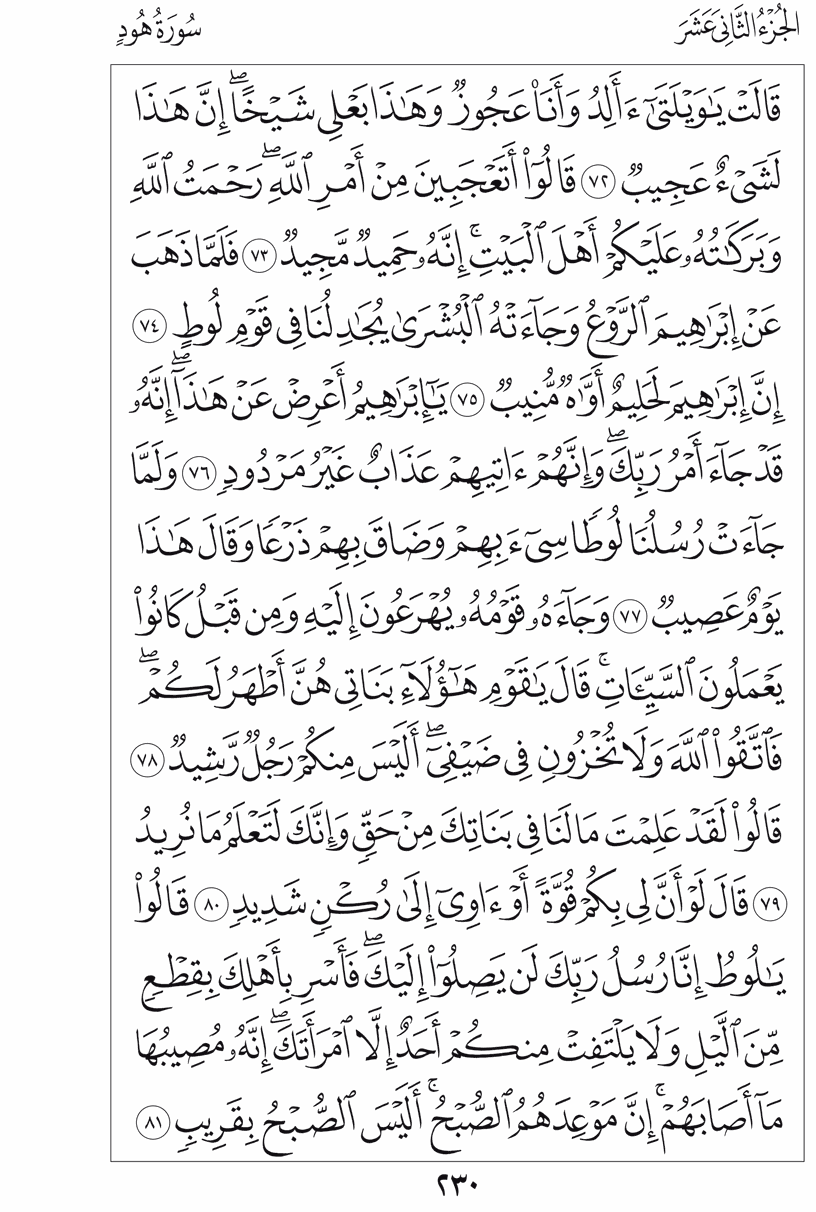 الجُزْءُ الثَّانِيَ عَشَرَ
سُورَةُ هُودٍ
قَالَتْ يَٰوَيْلَتَىٰٓ ءَأَلِدُ وَأَنَا۠ عَجُوزٌ وَهَٰذَا بَعْلِي شَيْخًاۖ إِنَّ هَٰذَا
لَشَيْءٌ عَجِيبٌ ٧٢ قَالُوٓا۟ أَتَعْجَبِينَ مِنْ أَمْرِ ٱللَّهِۖ رَحْمَتُ ٱللَّهِ
وَبَرَكَٰتُهُۥ عَلَيْكُمْ أَهْلَ ٱلْبَيْتِۚ إِنَّهُۥ حَمِيدٌ مَّجِيدٌ ٧٣ فَلَمَّا ذَهَبَ
عَنْ إِبْرَٰهِيمَ ٱلرَّوْعُ وَجَآءَتْهُ ٱلْبُشْرَىٰ يُجَٰدِلُنَا فِي قَوْمِ لُوطٍ ٧٤
إِنَّ إِبْرَٰهِيمَ لَحَلِيمٌ أَوَّٰهٌ مُّنِيبٌ ٧٥ يَٰٓإِبْرَٰهِيمُ أَعْرِضْ عَنْ هَٰذَآۖ إِنَّهُۥ
قَدْ جَآءَ أَمْرُ رَبِّكَۖ وَإِنَّهُمْ ءَاتِيهِمْ عَذَابٌ غَيْرُ مَرْدُودٍ ٧٦ وَلَمَّا
جَآءَتْ رُسُلُنَا لُوطًا سِيٓءَ بِهِمْ وَضَاقَ بِهِمْ ذَرْعًا وَقَالَ هَٰذَا
يَوْمٌ عَصِيبٌ ٧٧ وَجَآءَهُۥ قَوْمُهُۥ يُهْرَعُونَ إِلَيْهِ وَمِن قَبْلُ كَانُوا۟
يَعْمَلُونَ ٱلسَّيِّـَٔاتِۚ قَالَ يَٰقَوْمِ هَٰٓؤُلَآءِ بَنَاتِي هُنَّ أَطْهَرُ لَكُمْۖ
فَٱتَّقُوا۟ ٱللَّهَ وَلَا تُخْزُونِ فِي ضَيْفِيٓۖ أَلَيْسَ مِنكُمْ رَجُلٌ رَّشِيدٌ ٧٨
قَالُوا۟ لَقَدْ عَلِمْتَ مَا لَنَا فِي بَنَاتِكَ مِنْ حَقٍّ وَإِنَّكَ لَتَعْلَمُ مَا نُرِيدُ
٧٩ قَالَ لَوْ أَنَّ لِي بِكُمْ قُوَّةً أَوْ ءَاوِيٓ إِلَىٰ رُكْنٍ شَدِيدٍ ٨٠ قَالُوا۟
يَٰلُوطُ إِنَّا رُسُلُ رَبِّكَ لَن يَصِلُوٓا۟ إِلَيْكَۖ فَأَسْرِ بِأَهْلِكَ بِقِطْعٍ
مِّنَ ٱلَّيْلِ وَلَا يَلْتَفِتْ مِنكُمْ أَحَدٌ إِلَّا ٱمْرَأَتَكَۖ إِنَّهُۥ مُصِيبُهَا
مَآ أَصَابَهُمْۚ إِنَّ مَوْعِدَهُمُ ٱلصُّبْحُۚ أَلَيْسَ ٱلصُّبْحُ بِقَرِيبٍ ٨١
٢٣٠